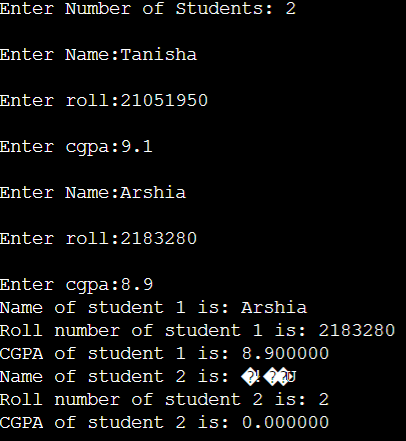 Enter Number of Students: 2
Enter Name:Tanisha
Enter roll:21051950
Enter cgpa:9.1
Enter Name:Arshia
Enter roll:2183280
Enter cgpa:8.9
Name of student 1 is: Arshia
Roll number of student 1 is: 2183280
CGPA of student 1 is: 8.900000
Name of student 2 is:
Roll number of student 2 is: 2
CGPA of student 2 is: 0.000000